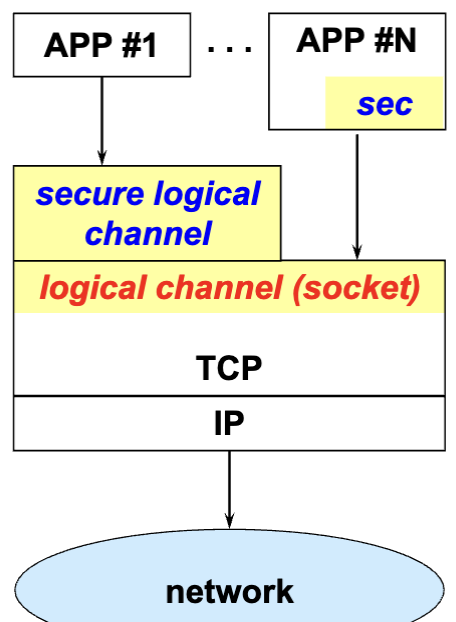 APP #1
. . .
APP #N
sec
secure logical
channel
logical channel (socket)
TCP
IP
network